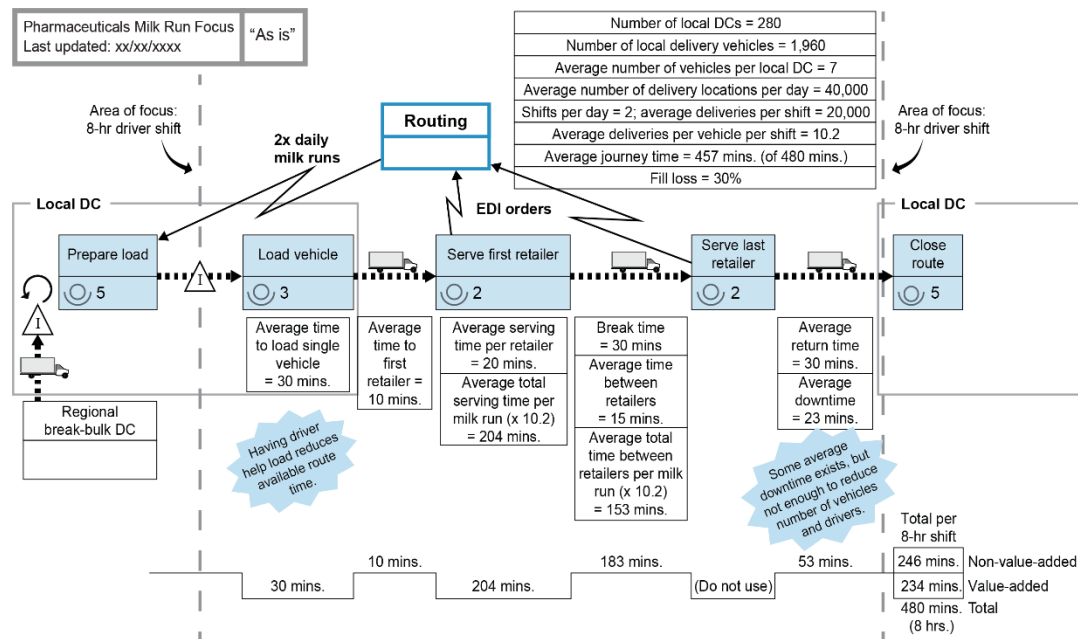 Pharmaceuticals Milk Run Focus
Last updated: xx/xx/xxxx
“As is”
Number of local DCs = 280
Number of local delivery vehicles = 1,960
Average number of vehicles per local DC = 7
Average number of delivery locations per day = 40,000
Shifts per day = 2; average deliveries per shift = 20,000
Average deliveries per vehicle per shift = 10.2
Average journey time = 457 mins. (of 480 mins.)
Fill loss = 30%
Area of focus:
8-hr driver shift
Routing
2x daily
milk runs
Area of focus:
8-hr driver shift
EDI orders
Local DC
Local DC
Prepare load
5
I
Load vehicle
3
Serve first retailer
2
Serve last
retailer
2
Close
route
5
I
Regional
break-bulk DC
Average time
to load single
vehicle
= 30 mins.
Average
time to
first
retailer =
10 mins.
Average serving
time per retailer
= 20 mins.
Average total
serving time per
milk run (x 10.2)
= 204 mins.
Break time
= 30 mins.
Average time
between
retailers
= 15 mins.
Average total
time between
retailers per milk
run (x 10.2)
= 153 mins.
Average
return time
= 30 mins.
Average
downtime
= 23 mins.
Having driver
help load reduces
available route
time.
Some average
downtime exists, but
not enough to reduce
number of vehicles
and drivers.
30 mins.
10 mins.
204 mins.
183 mins.
(Do not use)
53 mins.
Total per
8-hr shift
246 mins. Non-value-added
234 mins. Value-added
480 mins. Total
(8 hrs.)